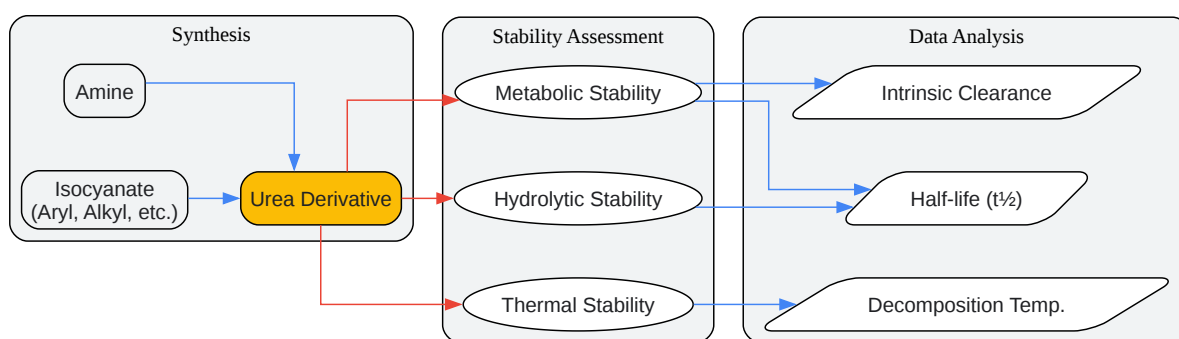 Synthesis
Amine
Isocyanate
(Aryl, Alkyl, etc.)
Urea Derivative
Stability Assessment
Metabolic Stability
Hydrolytic Stability
Thermal Stability
Data Analysis
Intrinsic Clearance
Half-life (t½)
Decomposition Temp.